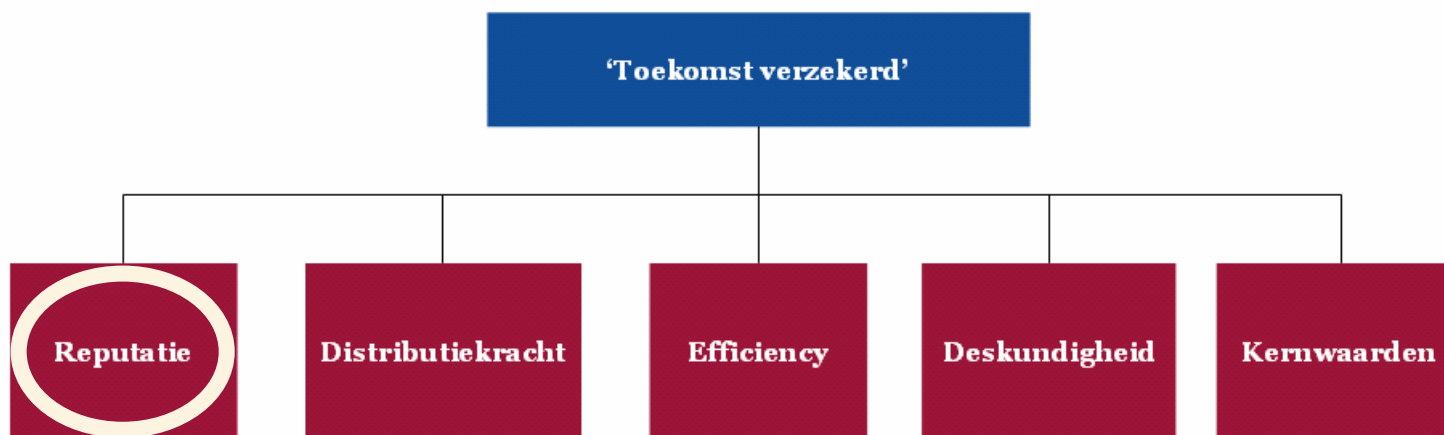 ‘Toekomst verzekerd’
Reputatie
Distributiekracht
Efficiency
Deskundigheid
Kernwaarden